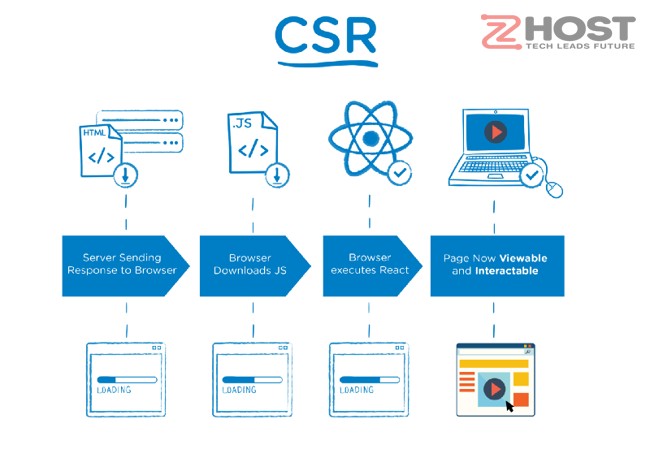 CSR
ZHOST
TECH LEADS FUTURE
HTML
</>
.JS
</>
Server Sending
Response to Browser
Browser
Downloads JS
Browser
executes React
Page Now Viewable
and Interactable
LOADING
LOADING
LOADING